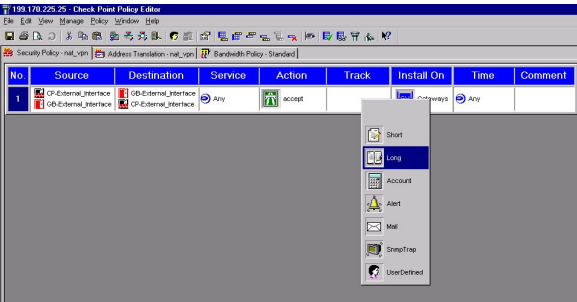 199.170.225.25 - Check Point Policy Editor
File Edit View Manage Policy Window Help
Security Policy - nat_vpn Address Translation - nat_vpn Bandwidth Policy - Standard
No. Source Destination Service Action Track Install On Time Comment
1 CP-External_Interface GB-External_Interface Any accept Gateways Any
GB-External_Interface CP-External_Interface
Short
Long
Account
Alert
Mail
SnmpTrap
UserDefined